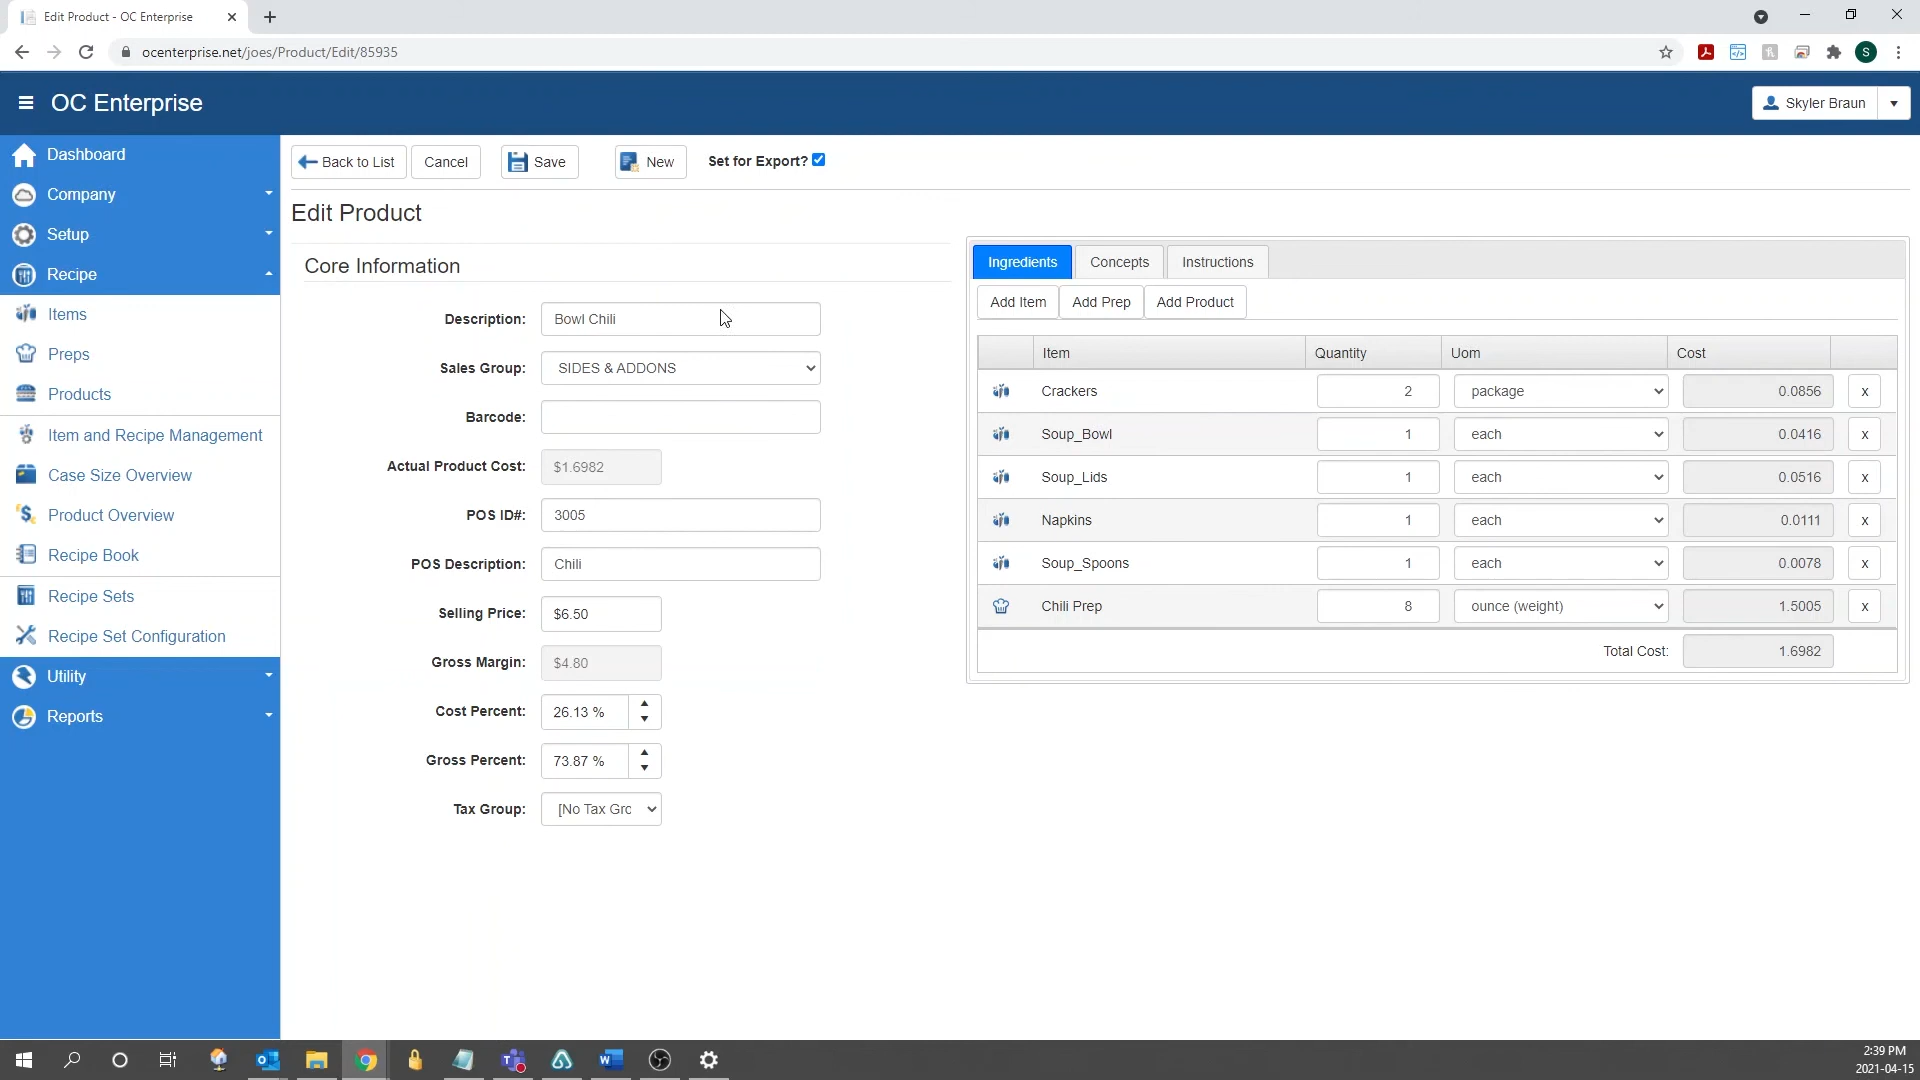 Edit Product - OC Enterprise
ocenterprise.net/joes/Product/Edit/85935
S
OC Enterprise
Skyler Braun
Dashboard
Company
Setup
Recipe
Items
Preps
Products
Item and Recipe Management
Case Size Overview
Product Overview
Recipe Book
Recipe Sets
Recipe Set Configuration
Utility
Reports
Back to List Cancel Save New Set for Export?
Edit Product
Core Information
Description: Bowl Chili
Sales Group: SIDES & ADDONS
Barcode:
Actual Product Cost: $1.6982
POS ID#: 3005
POS Description: Chili
Selling Price: $6.50
Gross Margin: $4.80
Cost Percent: 26.13 %
Gross Percent: 73.87 %
Tax Group: [No Tax Grc
Ingredients Concepts Instructions
Add Item Add Prep Add Product
Item Quantity Uom Cost
Crackers 2 package 0.0856 x
Soup_Bowl 1 each 0.0416 x
Soup_Lids 1 each 0.0516 x
Napkins 1 each 0.0111 x
Soup_Spoons 1 each 0.0078 x
Chili Prep 8 ounce (weight) 1.5005 x
Total Cost: 1.6982
2:39 PM
2021-04-15